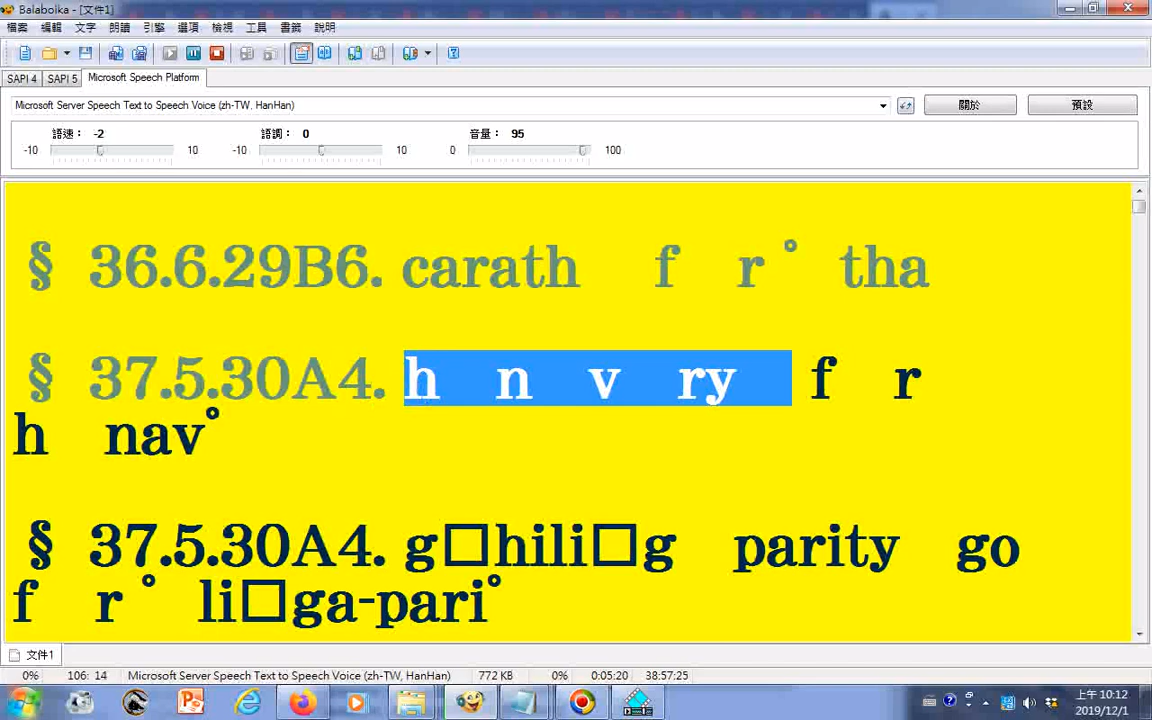 Balabolka - [文件1]
檔案 編輯 文字 朗讀 引擎 選項 檢視 工具 書籤 說明
SAPI 4 SAPI 5 Microsoft Speech Platform
Microsoft Server Speech Text to Speech Voice (zh-TW, HanHan) 關於 預設
語速： -2 語調： 0 音量： 95
-10 10 -10 10 0 100
§ 36.6.29B6. carath f r ° tha
§ 37.5.30A4. h n v ry f r
h nav°
§ 37.5.30A4. g□hili□g parity go
f r ° li□ga-pari°
文件1
0% 106: 14 Microsoft Server Speech Text to Speech Voice (zh-TW, HanHan) 772 KB 0% 0:05:20 38:57:25
上午 10:12
2019/12/1